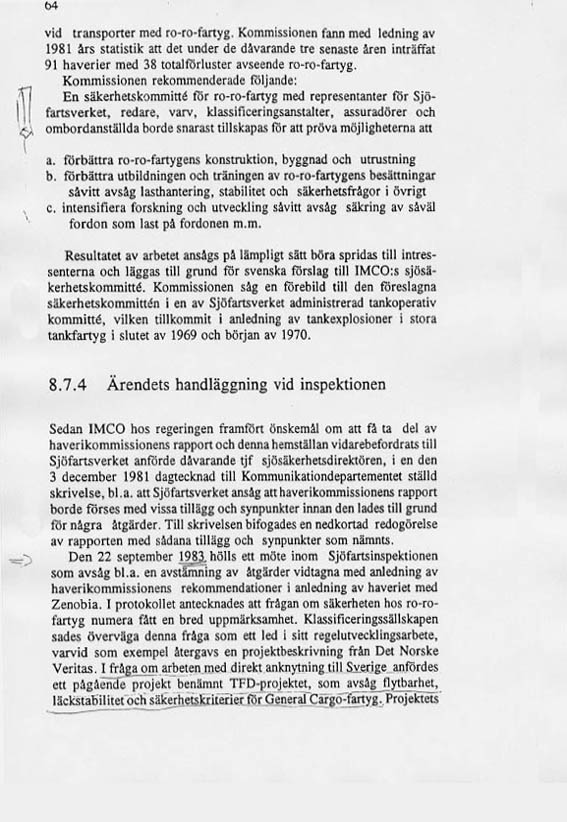 64
vid transporter med ro-ro-fartyg. Kommissionen fann med ledning av
1981 års statistik att det under de dåvarande tre senaste åren inträffat
91 haverier med 38 totalförluster avseende ro-ro-fartyg.
Kommissionen rekommenderade följande:
En säkerhetskommitté för ro-ro-fartyg med representanter för Sjö-
fartsverket, redare, varv, klassificeringsanstalter, assuradörer och
ombordanställda borde snarast tillskapas för att pröva möjligheterna att
a. förbättra ro-ro-fartygens konstruktion, byggnad och utrustning
b. förbättra utbildningen och träningen av ro-ro-fartygens besättningar
såvitt avsåg lasthantering, stabilitet och säkerhetsfrågor i övrigt
c. intensifiera forskning och utveckling såvitt avsåg säkring av såväl
fordon som last på fordonen m.m.
Resultatet av arbetet ansågs på lämpligt sätt böra spridas till intres-
senterna och läggas till grund för svenska förslag till IMCO:s sjösä-
kerhetskommitté. Kommissionen såg en förebild till den föreslagna
säkerhetskommittén i en av Sjöfartsverket administrerad tankoperativ
kommitté, vilken tillkommit i anledning av tankexplosioner i stora
tankfartyg i slutet av 1969 och början av 1970.
8.7.4 Ärendets handläggning vid inspektionen
Sedan IMCO hos regeringen framfört önskemål om att få ta del av
haverikommissionens rapport och denna hemställan vidarebefordrats till
Sjöfartsverket anförde dåvarande tjf sjösäkerhetsdirektören, i en den
3 december 1981 dagtecknad till Kommunikationdepartementet ställd
skrivelse, bl.a. att Sjöfartsverket ansåg att haverikommissionens rapport
borde förses med vissa tillägg och synpunkter innan den lades till grund
för några åtgärder. Till skrivelsen bifogades en nedkortad redogörelse
av rapporten med sådana tillägg och synpunkter som nämnts.
Den 22 september 1983 hölls ett möte inom Sjöfartsinspektionen
som avsåg bl.a. en avstämning av åtgärder vidtagna med anledning av
haverikommissionens rekommendationer i anledning av haveriet med
Zenobia. I protokollet antecknades att frågan om säkerheten hos ro-ro-
fartyg numera fått en bred uppmärksamhet. Klassificeringssällskapen
sades överväga denna fråga som ett led i sitt regelutvecklingsarbete,
varvid som exempel återgavs en projektbeskrivning från Det Norske
Veritas. I fråga om arbeten med direkt anknytning till Sverige anfördes
ett pågående projekt benämnt TFD-projektet, som avsåg flytbarhet,
läckstabilitet och säkerhetskriterier för General Cargo-fartyg. Projektets